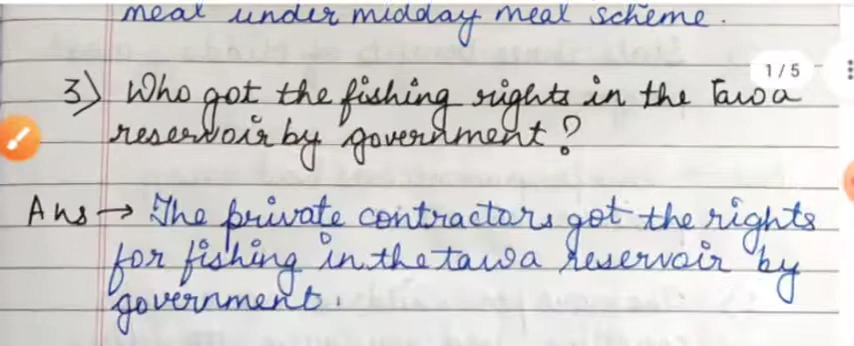 meal under midday meal scheme.
1/5
3) Who got the fishing rights in the Tawa
reservoir by government?
Ans → The private contractors got the rights
for fishing in the tawa reservoir by
government.